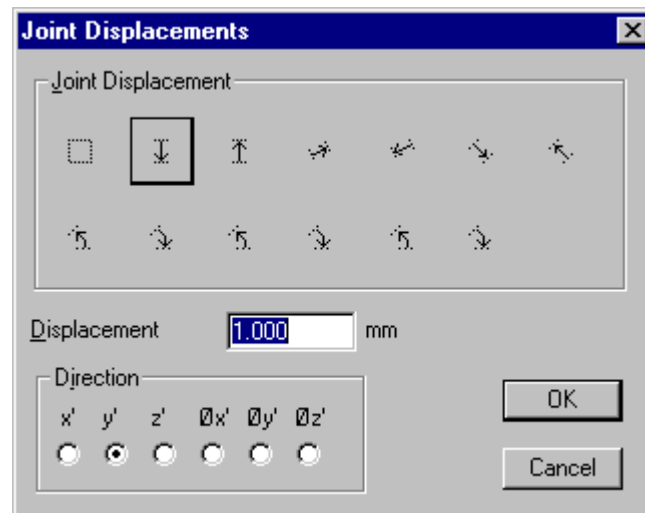 Joint Displacements
Joint Displacement
Displacement 1.000 mm
Direction
x' y' z' Øx' Øy' Øz'
OK
Cancel